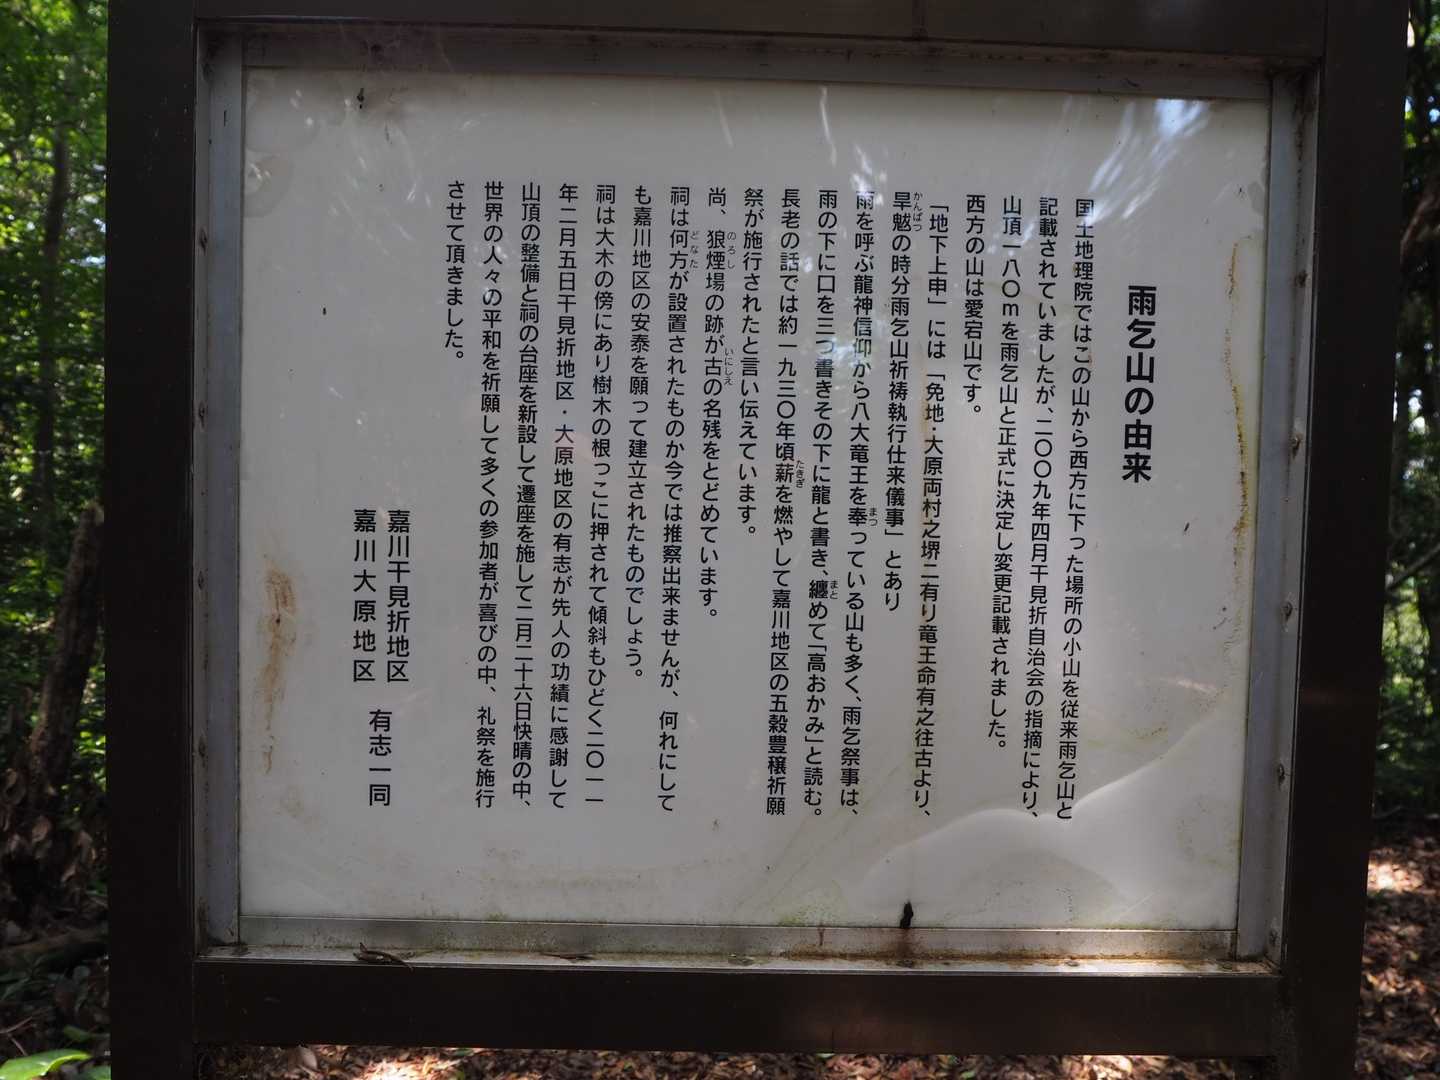 雨乞山の由来
国土地理院ではこの山から西方に下った場所の小山を従来雨乞山と
記載されていましたが、二〇〇九年四月干見折自治会の指摘により、
山頂一八〇mを雨乞山と正式に決定し変更記載されました。
西方の山は愛宕山です。
「地下上申」には「免地・大原両村之堺ニ有り竜王命有之往古より、
旱魃の時分雨乞山祈祷執行仕来儀事」とあり
かんばつ
雨を呼ぶ龍神信仰から八大竜王を奉っている山も多く、雨乞祭事は、
まつ
雨の下に口を三つ書きその下に龍と書き、纏めて「高おかみ」と読む。
まと
長老の話では約一九三〇年頃薪を燃やして嘉川地区の五穀豊穣祈願
たきぎ
祭が施行されたと言い伝えています。
尚、狼煙場の跡が古の名残をとどめています。
のろし
いにしえ
祠は何方が設置されたものか今では推察出来ませんが、何れにして
どなた
も嘉川地区の安泰を願って建立されたものでしょう。
祠は大木の傍にあり樹木の根っこに押されて傾斜もひどく二〇一一
年二月五日干見折地区・大原地区の有志が先人の功績に感謝して
山頂の整備と祠の台座を新設して遷座を施して二月二十六日快晴の中、
世界の人々の平和を祈願して多くの参加者が喜びの中、礼祭を施行
させて頂きました。
嘉川干見折地区
嘉川大原地区
有志一同